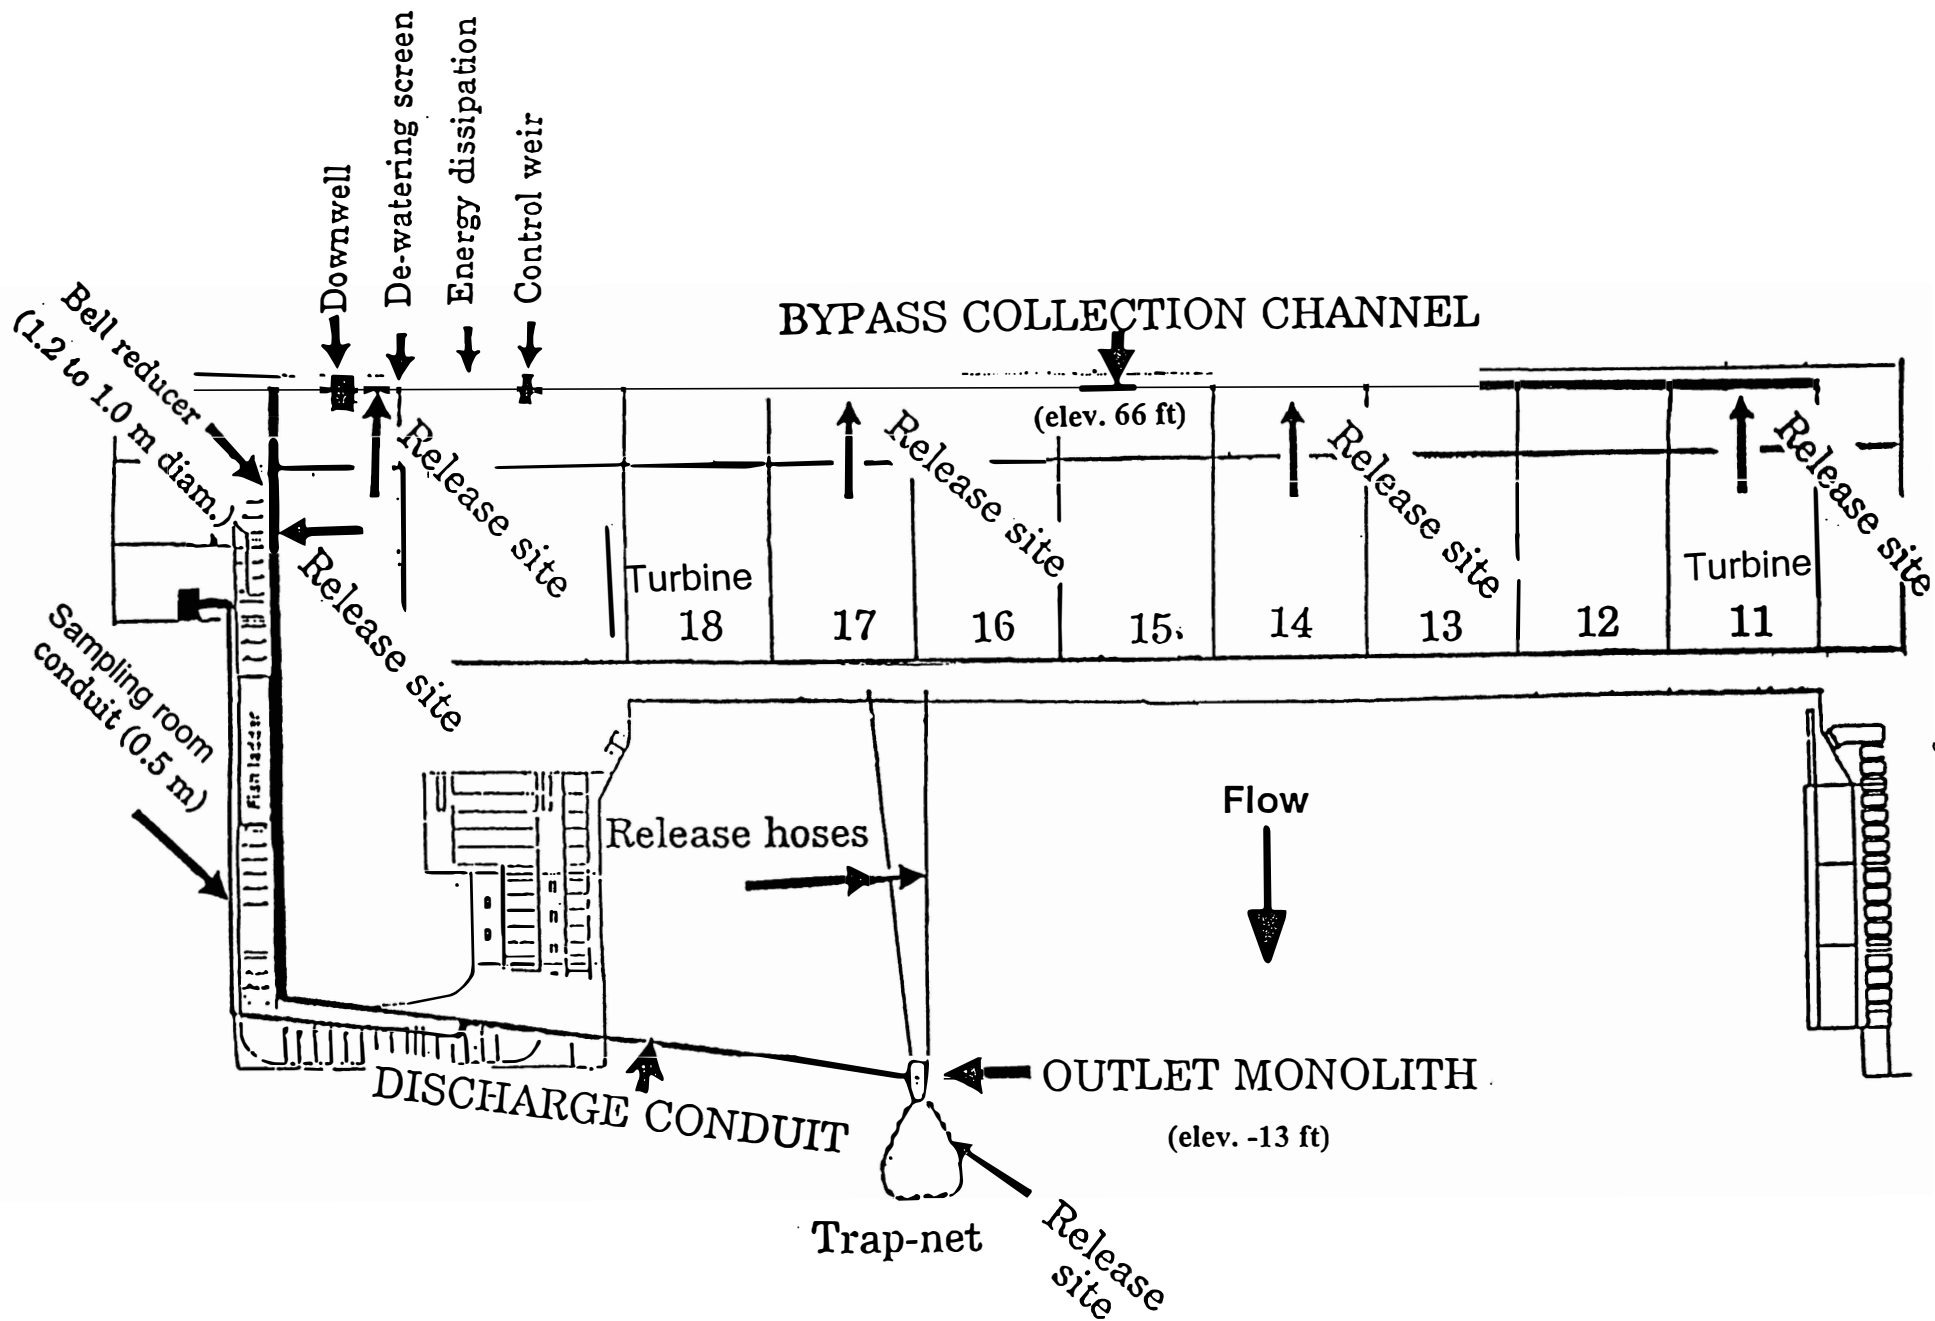 Downwell
De-watering screen
Energy dissipation
Control weir
Bell reducer
(1.2 to 1.0 m diam.)
BYPASS COLLECTION CHANNEL
(elev. 66 ft)
Release site
Release site
Release site
Release site
Release site
Turbine
18
17
16
15
14
13
12
Turbine
11
Sampling room
conduit (0.5 m)
Fish ladder
Release hoses
Flow
DISCHARGE CONDUIT
OUTLET MONOLITH
(elev. -13 ft)
Trap-net
Release
site